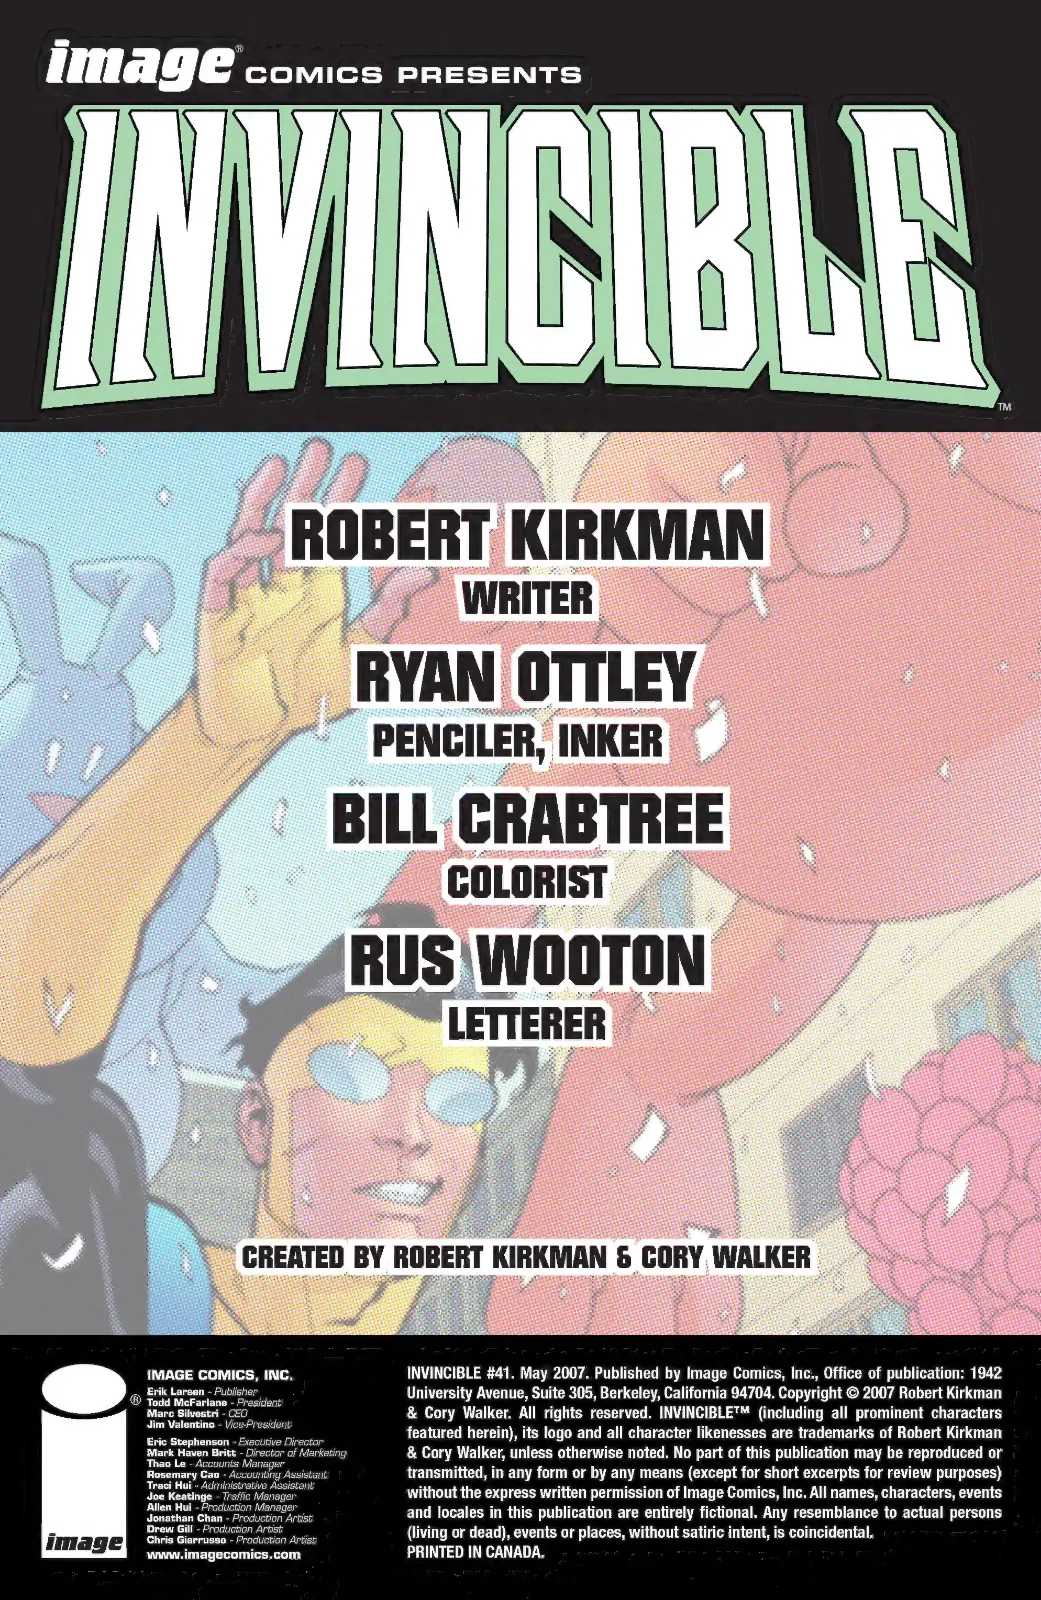 image® COMICS PRESENTS
INVINCIBLE
TM
ROBERT KIRKMAN
WRITER
RYAN OTTLEY
PENCILER, INKER
BILL CRABTREE
COLORIST
RUS WOOTON
LETTERER
CREATED BY ROBERT KIRKMAN & CORY WALKER
®
image
IMAGE COMICS, INC.
Erik Larsen - Publisher
Todd McFarlane - President
Marc Silvestri - CEO
Jim Valentino - Vice-President
Eric Stephenson - Executive Director
Mark Haven Britt - Director of Marketing
Thao Le - Accounts Manager
Rosemary Cao - Accounting Assistant
Traci Hui - Administrative Assistant
Joe Keatinge - Traffic Manager
Allen Hui - Production Manager
Jonathan Chan - Production Artist
Drew Gill - Production Artist
Chris Giarrusso - Production Artist
www.imagecomics.com
INVINCIBLE #41. May 2007. Published by Image Comics, Inc., Office of publication: 1942
University Avenue, Suite 305, Berkeley, California 94704. Copyright © 2007 Robert Kirkman
& Cory Walker. All rights reserved. INVINCIBLE™ (including all prominent characters
featured herein), its logo and all character likenesses are trademarks of Robert Kirkman
& Cory Walker, unless otherwise noted. No part of this publication may be reproduced or
transmitted, in any form or by any means (except for short excerpts for review purposes)
without the express written permission of Image Comics, Inc. All names, characters, events
and locales in this publication are entirely fictional. Any resemblance to actual persons
(living or dead), events or places, without satiric intent, is coincidental.
PRINTED IN CANADA.